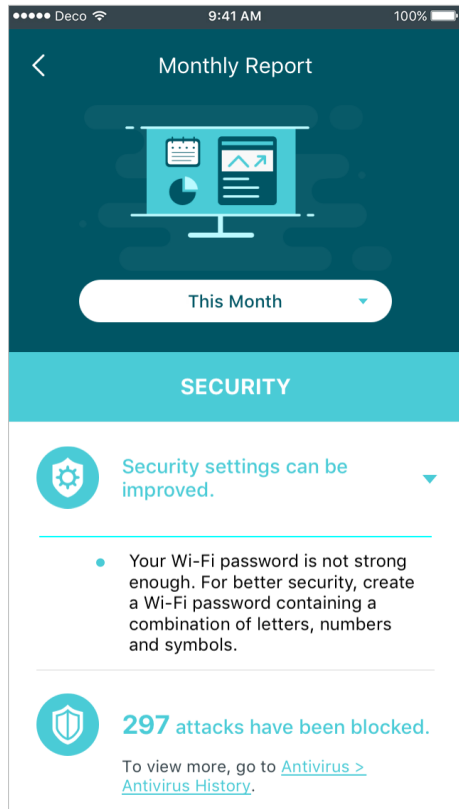 Deco 9:41 AM 100%
Monthly Report
This Month
SECURITY
Security settings can be
improved.
Your Wi-Fi password is not strong
enough. For better security, create
a Wi-Fi password containing a
combination of letters, numbers
and symbols.
297 attacks have been blocked.
To view more, go to Antivirus >
Antivirus History.